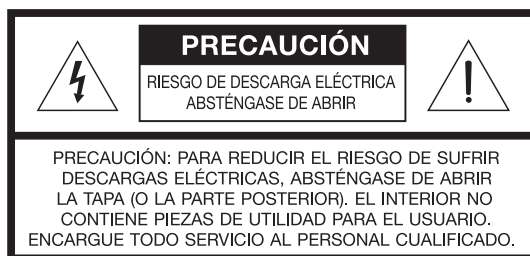 PRECAUCIÓN
RIESGO DE DESCARGA ELÉCTRICA
ABSTÉNGASE DE ABRIR
PRECAUCIÓN: PARA REDUCIR EL RIESGO DE SUFRIR
DESCARGAS ELÉCTRICAS, ABSTÉNGASE DE ABRIR
LA TAPA (O LA PARTE POSTERIOR). EL INTERIOR NO
CONTIENE PIEZAS DE UTILIDAD PARA EL USUARIO.
ENCARGUE TODO SERVICIO AL PERSONAL CUALIFICADO.